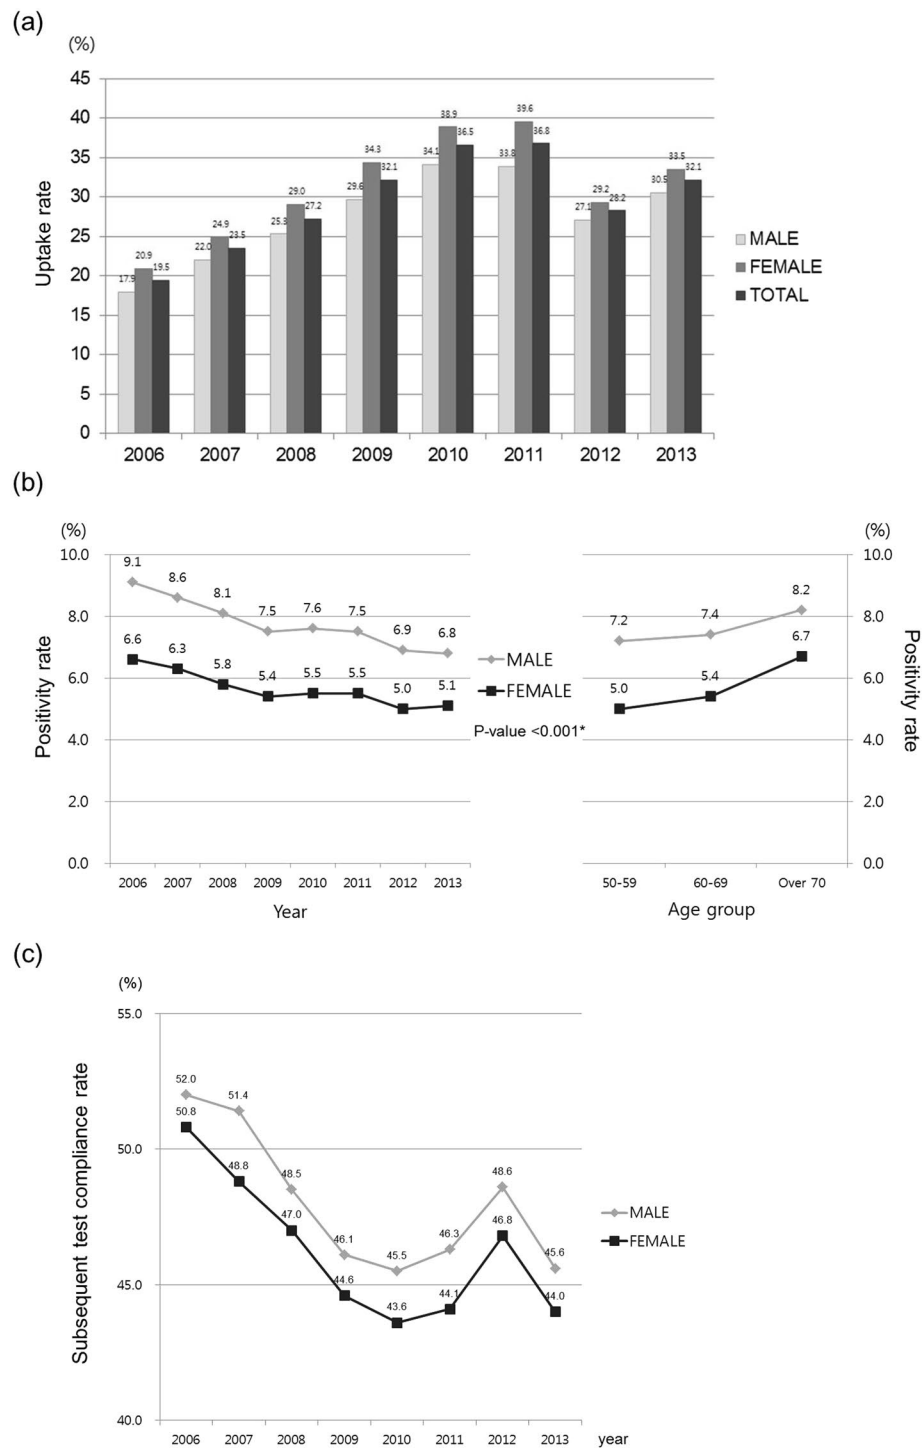 (a)
(%)
Uptake rate
45
40
35
30
25
20
15
10
5
0
17.9 20.9 19.5
22.0 24.9 23.5
25.3 29.0 27.2
29.6 34.3 32.1
34.1 38.9 36.5
33.8 39.6 36.8
27.1 29.2 28.2
30.5 33.5 32.1
2006 2007 2008 2009 2010 2011 2012 2013
MALE
FEMALE
TOTAL
(b)
(%)
Positivity rate
10.0
8.0
6.0
4.0
2.0
0.0
9.1 8.6 8.1 7.5 7.6 7.5 6.9 6.8
6.6 6.3 5.8 5.4 5.5 5.5 5.0 5.1
2006 2007 2008 2009 2010 2011 2012 2013
Year
MALE
FEMALE
P-value <0.001*
(%)
Positivity rate
10.0
8.0
6.0
4.0
2.0
0.0
7.2 7.4 8.2
5.0 5.4 6.7
50-59 60-69 Over 70
Age group
(c)
(%)
Subsequent test compliance rate
55.0
50.0
45.0
40.0
52.0 51.4 48.5 46.1 45.5 46.3 48.6 45.6
50.8 48.8 47.0 44.6 43.6 44.1 46.8 44.0
2006 2007 2008 2009 2010 2011 2012 2013 year
MALE
FEMALE